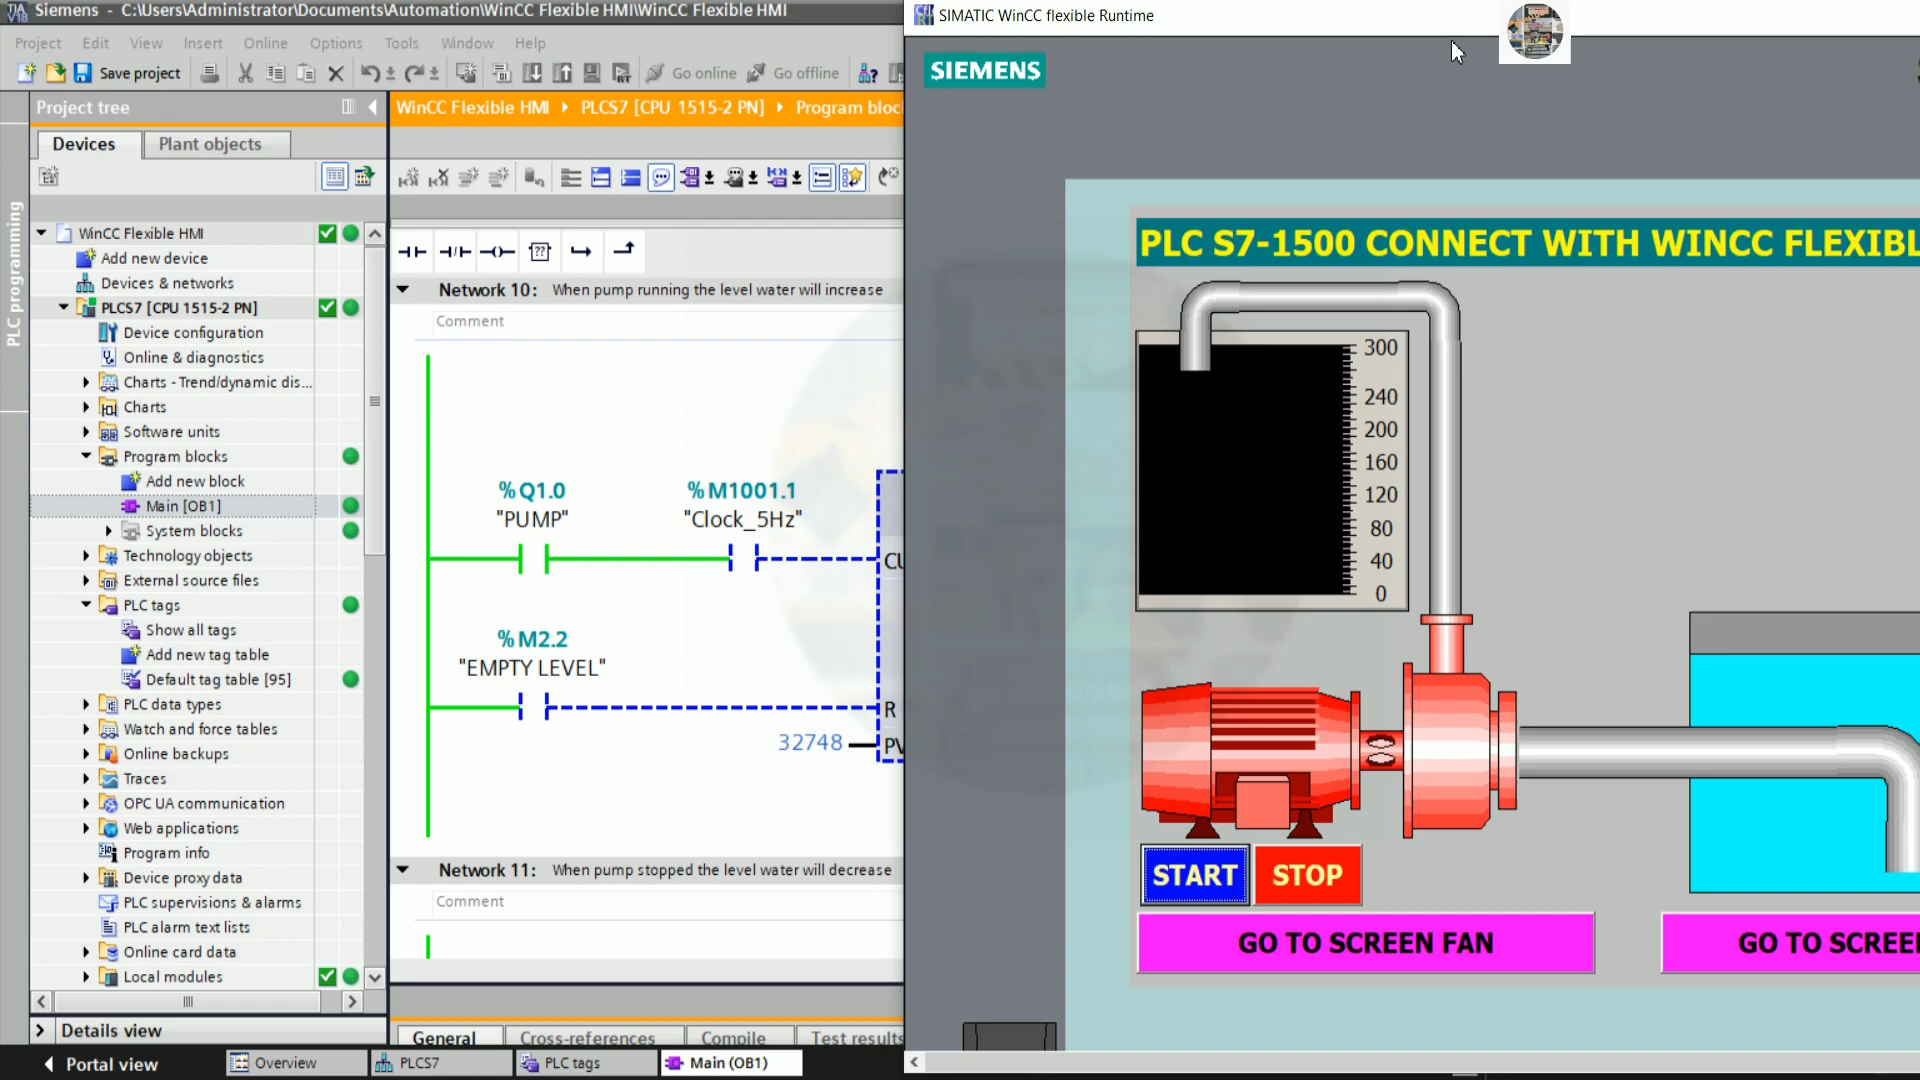 Siemens - C:\Users\Administrator\Documents\Automation\WinCC Flexible HMI\WinCC Flexible HMI
Project Edit View Insert Online Options Tools Window Help
Save project
Go online
Go offline
Project tree
Devices
Plant objects
PLC programming
WinCC Flexible HMI
Add new device
Devices & networks
PLCS7 [CPU 1515-2 PN]
Device configuration
Online & diagnostics
Charts - Trend/dynamic dis...
Charts
Software units
Program blocks
Add new block
Main [OB1]
System blocks
Technology objects
External source files
PLC tags
Show all tags
Add new tag table
Default tag table [95]
PLC data types
Watch and force tables
Online backups
Traces
OPC UA communication
Web applications
Program info
Device proxy data
PLC supervisions & alarms
PLC alarm text lists
Online card data
Local modules
Details view
Portal view
Overview
PLCS7
PLC tags
Main (OB1)
WinCC Flexible HMI
PLCS7 [CPU 1515-2 PN]
Program bloc
Network 10: When pump running the level water will increase
Comment
%Q1.0
"PUMP"
%M1001.1
"Clock_5Hz"
CU
%M2.2
"EMPTY LEVEL"
R
32748
PV
Network 11: When pump stopped the level water will decrease
Comment
General
Cross-references
Compile
Test results
SIMATIC WinCC flexible Runtime
SIEMENS
PLC S7-1500 CONNECT WITH WINCC FLEXIBL
300
240
200
160
120
80
40
0
START
STOP
GO TO SCREEN FAN
GO TO SCREE